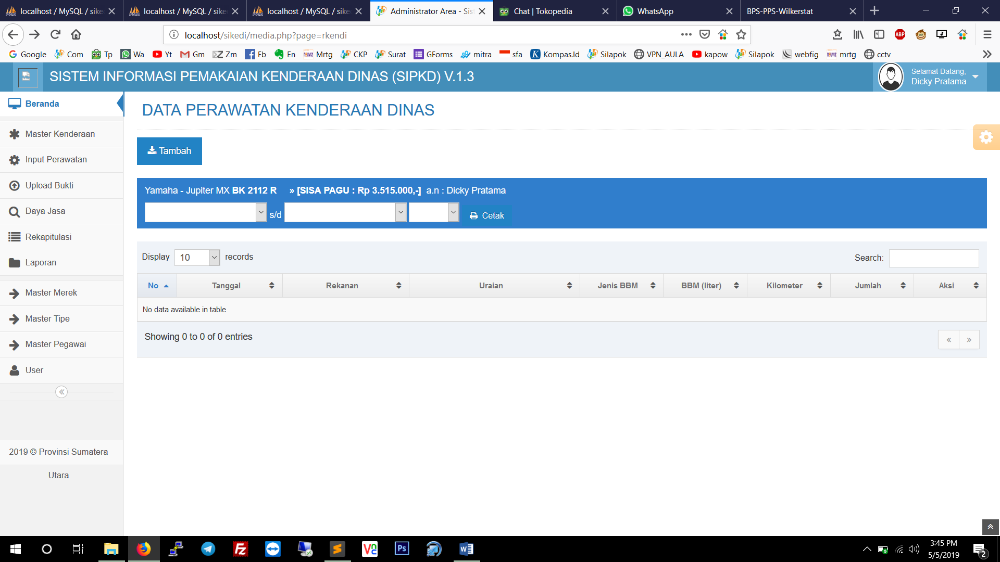 localhost / MySQL / sike
localhost / MySQL / sike
localhost / MySQL / sike
Administrator Area - Sis
Chat | Tokopedia
WhatsApp
BPS-PPS-Wilkerstat
localhost/sikedi/media.php?page=rkendi
ABP
Google Com Tp Wa Yt Gm Zm Fb En Mrtg CKP Surat GForms mitra sfa Kompas.Id Silapok VPN_AULA kapow Silapok webfig mrtg cctv
SISTEM INFORMASI PEMAKAIAN KENDERAAN DINAS (SIPKD) V.1.3
Selamat Datang,
Dicky Pratama
Beranda
Master Kenderaan
Input Perawatan
Upload Bukti
Daya Jasa
Rekapitulasi
Laporan
Master Merek
Master Tipe
Master Pegawai
User
2019 © Provinsi Sumatera
Utara
DATA PERAWATAN KENDERAAN DINAS
Tambah
Yamaha - Jupiter MX BK 2112 R » [SISA PAGU : Rp 3.515.000,-] a.n : Dicky Pratama
s/d Cetak
Display 10 records
Search:
No Tanggal Rekanan Uraian Jenis BBM BBM (liter) Kilometer Jumlah Aksi
No data available in table
Showing 0 to 0 of 0 entries
« »
3:45 PM
5/5/2019
2